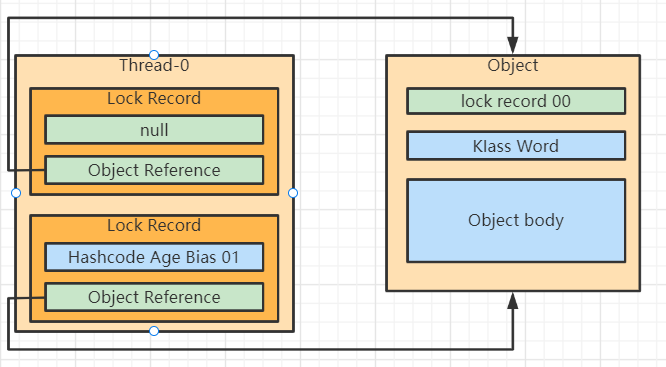 Thread-0
Lock Record
null
Object Reference
Lock Record
Hashcode Age Bias 01
Object Reference
Object
lock record 00
Klass Word
Object body